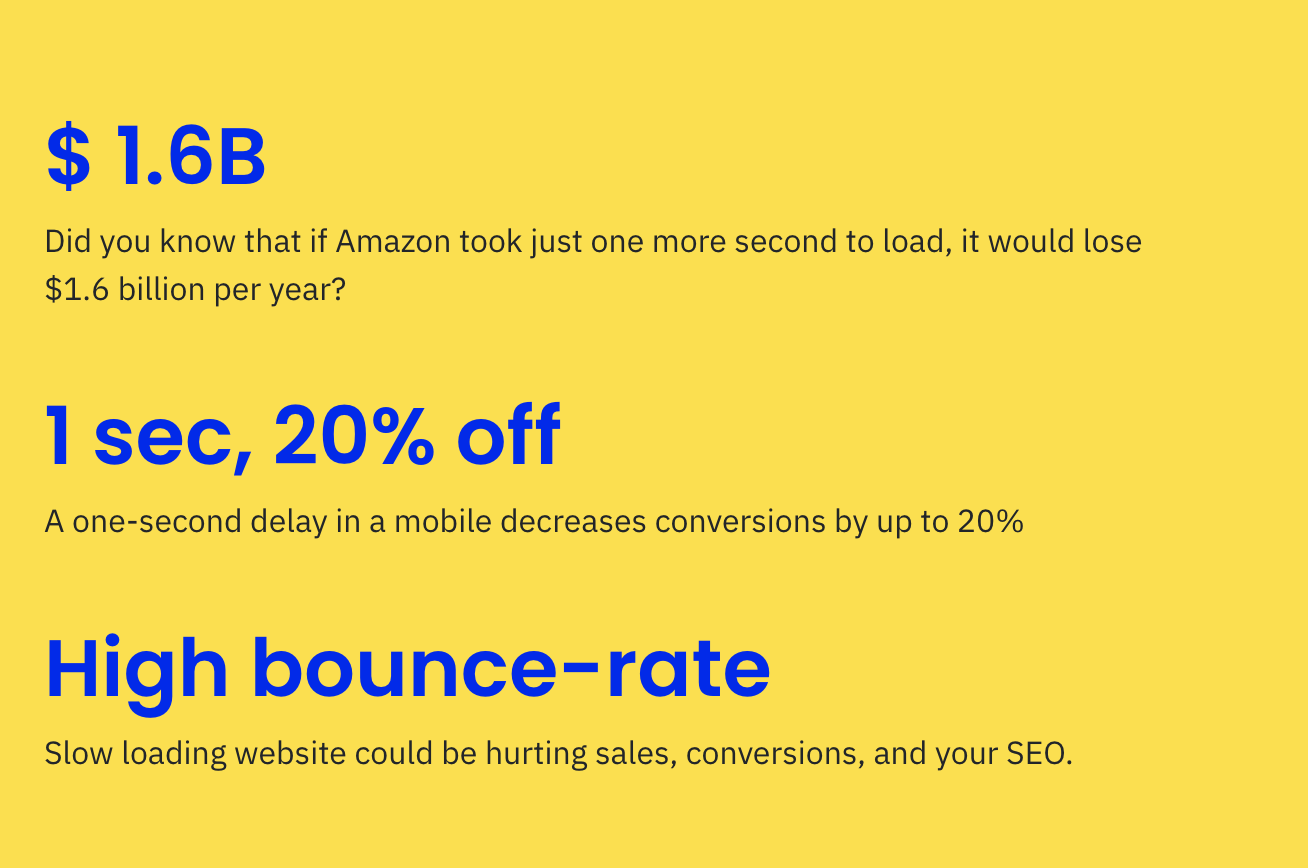 $ 1.6B
Did you know that if Amazon took just one more second to load, it would lose
$1.6 billion per year?
1 sec, 20% off
A one-second delay in a mobile decreases conversions by up to 20%
High bounce-rate
Slow loading website could be hurting sales, conversions, and your SEO.